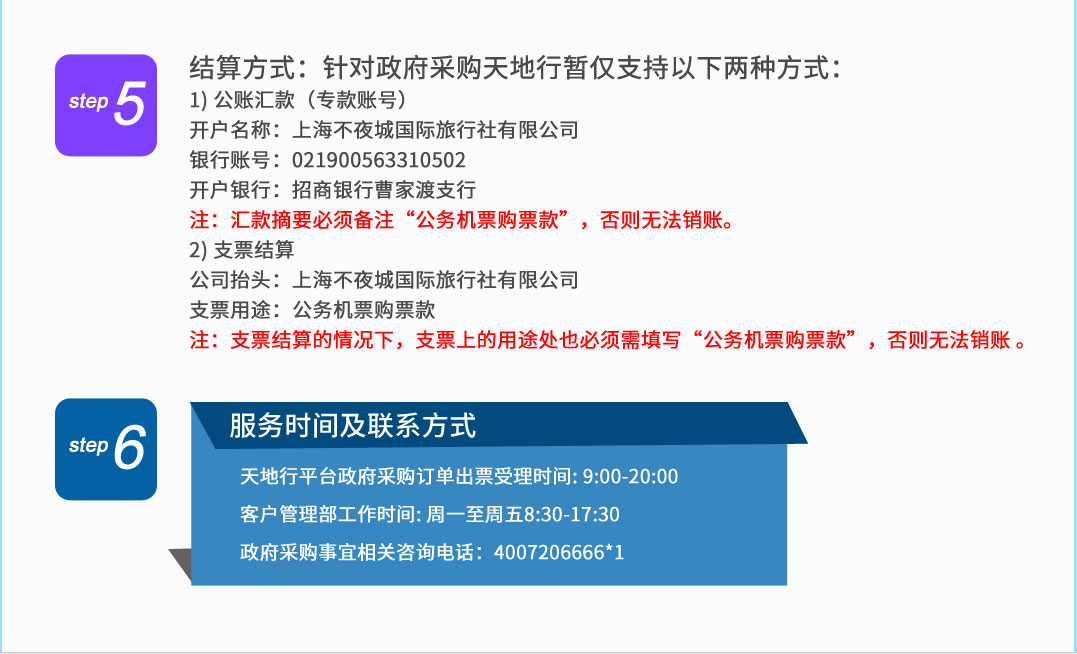 step 5
结算方式：针对政府采购天地行暂仅支持以下两种方式：
1) 公账汇款（专款账号）
开户名称：上海不夜城国际旅行社有限公司
银行账号：021900563310502
开户银行：招商银行曹家渡支行
注：汇款摘要必须备注“公务机票购票款”，否则无法销账。
2) 支票结算
公司抬头：上海不夜城国际旅行社有限公司
支票用途：公务机票购票款
注：支票结算的情况下，支票上的用途处也必须需填写“公务机票购票款”，否则无法销账 。
step 6
服务时间及联系方式
天地行平台政府采购订单出票受理时间: 9:00-20:00
客户管理部工作时间: 周一至周五8:30-17:30
政府采购事宜相关咨询电话：4007206666*1